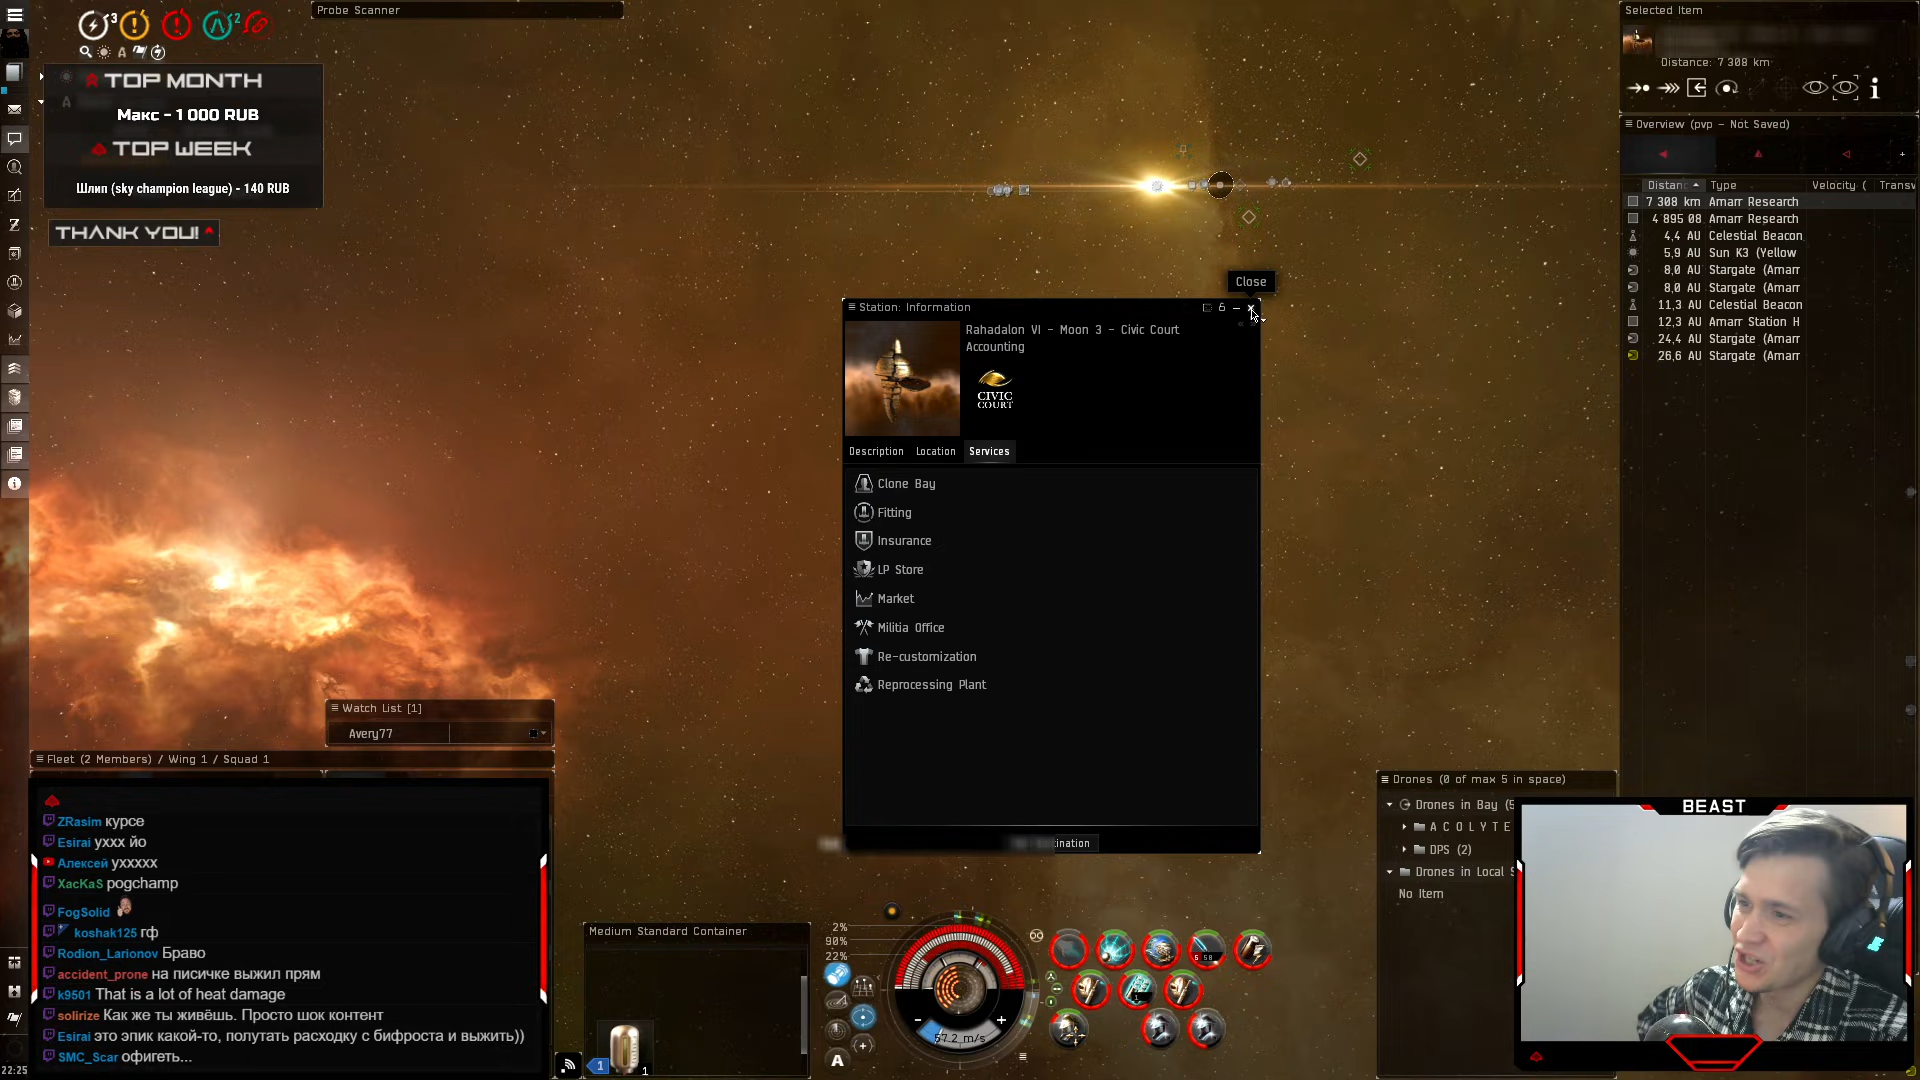 Probe Scanner
3
2
A
TOP MONTH
Макс - 1 000 RUB
TOP WEEK
Шлип (sky champion league) - 140 RUB
THANK YOU!
Selected Item
Distance: 7 308 km
Overview (pvp - Not Saved)
Distanc Type Velocity ( Transv
7 308 km Amarr Research
4 895 08 Amarr Research
4,4 AU Celestial Beacon
5,9 AU Sun K3 (Yellow
8,0 AU Stargate (Amarr
8,0 AU Stargate (Amarr
11,3 AU Celestial Beacon
12,3 AU Amarr Station H
24,4 AU Stargate (Amarr
26,6 AU Stargate (Amarr
Close
Station: Information
Rahadalon VI - Moon 3 - Civic Court
Accounting
CIVIC
COURT
Description Location Services
Clone Bay
Fitting
Insurance
LP Store
Market
Militia Office
Re-customization
Reprocessing Plant
tination
Watch List [1]
Avery77
Fleet (2 Members) / Wing 1 / Squad 1
ZRasim курсе
Esirai уххх йо
Алексей ухxxxx
XacKaS pogchamp
FogSolid
koshak125 гф
Rodion_Larionov Браво
accident_prone на писичке выжил прям
k9501 That is a lot of heat damage
solirize Как же ты живёшь. Просто шок контент
Esirai это эпик какой-то, полутать расходку с бифроста и выжить))
SMC_Scar офигеть...
22:25
Medium Standard Container
1
1
2%
90%
22%
57.2 m/s
A
Drones (0 of max 5 in space)
Drones in Bay (5
ACOLYTE
DPS (2)
Drones in Local S
No Item
BEAST